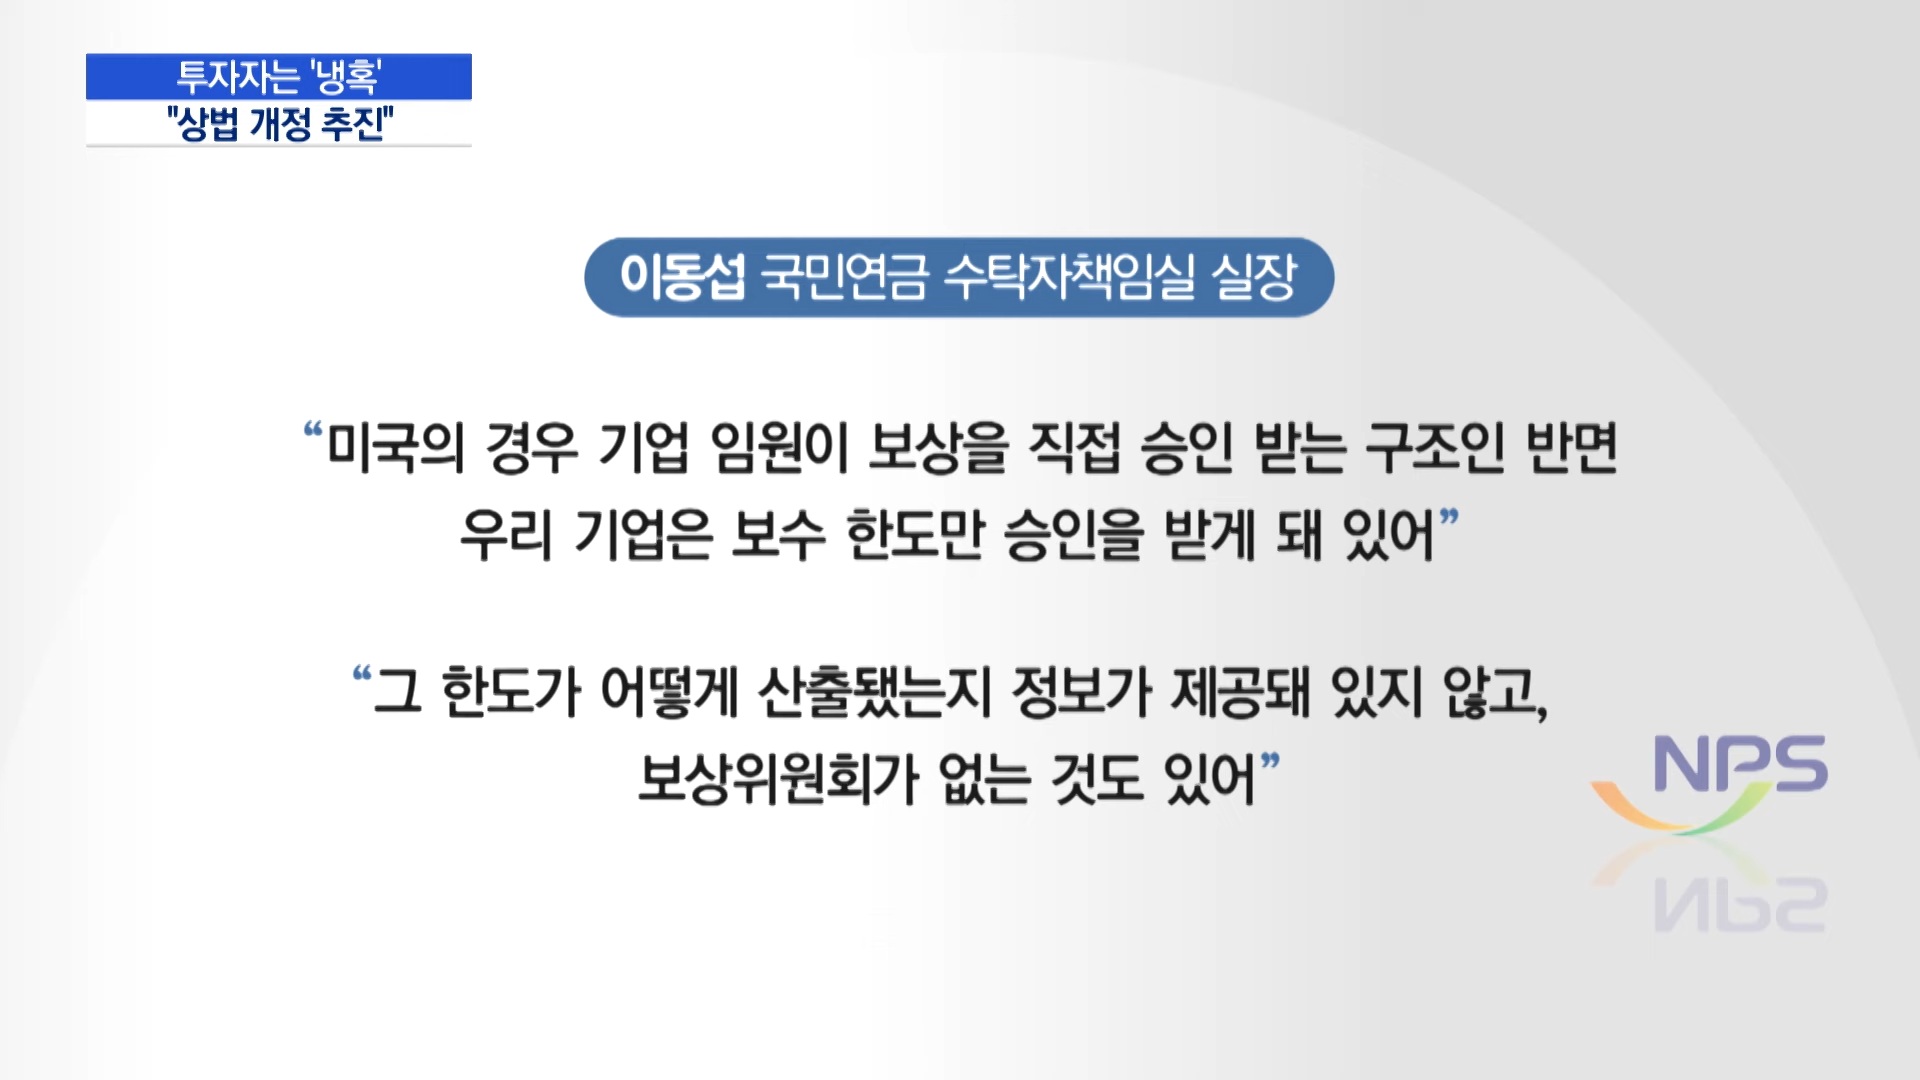 투자자는 '냉혹'
"상법 개정 추진"
이동섭 국민연금 수탁자책임실 실장
“미국의 경우 기업 임원이 보상을 직접 승인 받는 구조인 반면
우리 기업은 보수 한도만 승인을 받게 돼 있어”
“그 한도가 어떻게 산출됐는지 정보가 제공돼 있지 않고,
보상위원회가 없는 것도 있어”
NPS